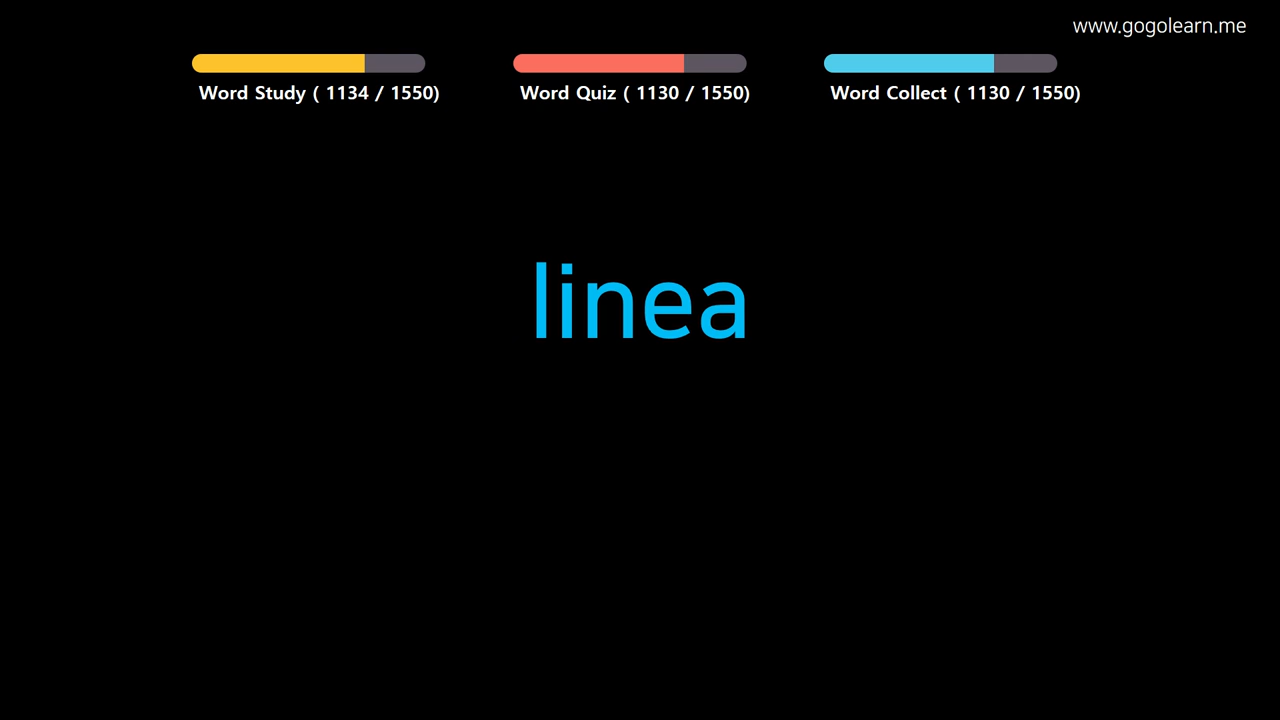 www.gogolearn.me
Word Study ( 1134 / 1550)
Word Quiz ( 1130 / 1550)
Word Collect ( 1130 / 1550)
linea